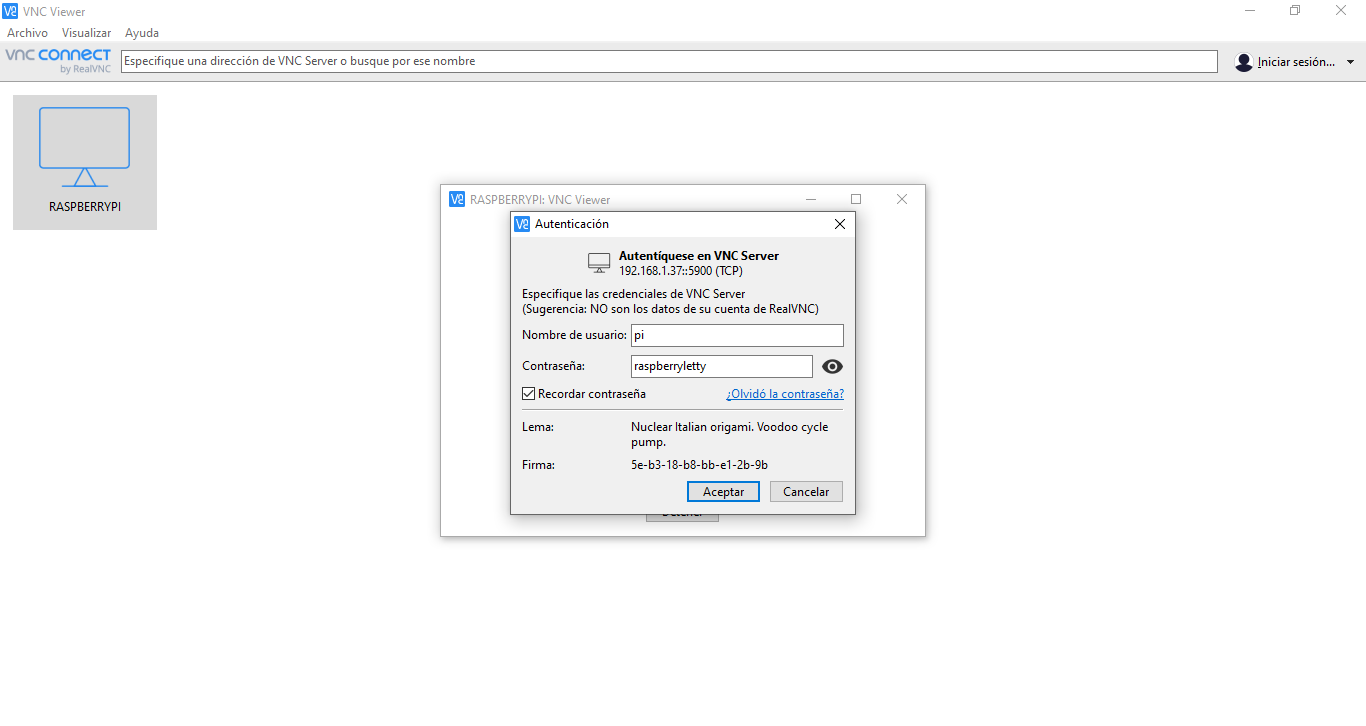 VNC Viewer
Archivo Visualizar Ayuda
vnc connect
by RealVNC
Especifique una dirección de VNC Server o busque por ese nombre
Iniciar sesión...
RASPBERRYPI
RASPBERRYPI: VNC Viewer
Autenticación
Autentíquese en VNC Server
192.168.1.37::5900 (TCP)
Especifique las credenciales de VNC Server
(Sugerencia: NO son los datos de su cuenta de RealVNC)
Nombre de usuario: pi
Contraseña: raspberryletty
Recordar contraseña ¿Olvidó la contraseña?
Lema: Nuclear Italian origami. Voodoo cycle
pump.
Firma: 5e-b3-18-b8-bb-e1-2b-9b
Aceptar Cancelar